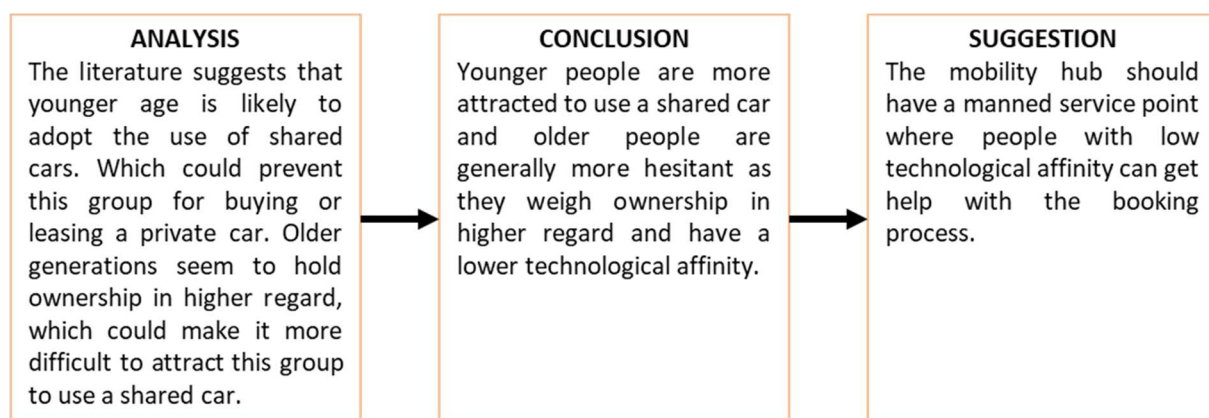 ANALYSIS
The literature suggests that
younger age is likely to
adopt the use of shared
cars. Which could prevent
this group for buying or
leasing a private car. Older
generations seem to hold
ownership in higher regard,
which could make it more
difficult to attract this group
to use a shared car.
CONCLUSION
Younger people are more
attracted to use a shared car
and older people are
generally more hesitant as
they weigh ownership in
higher regard and have a
lower technological affinity.
SUGGESTION
The mobility hub should
have a manned service point
where people with low
technological affinity can get
help with the booking
process.